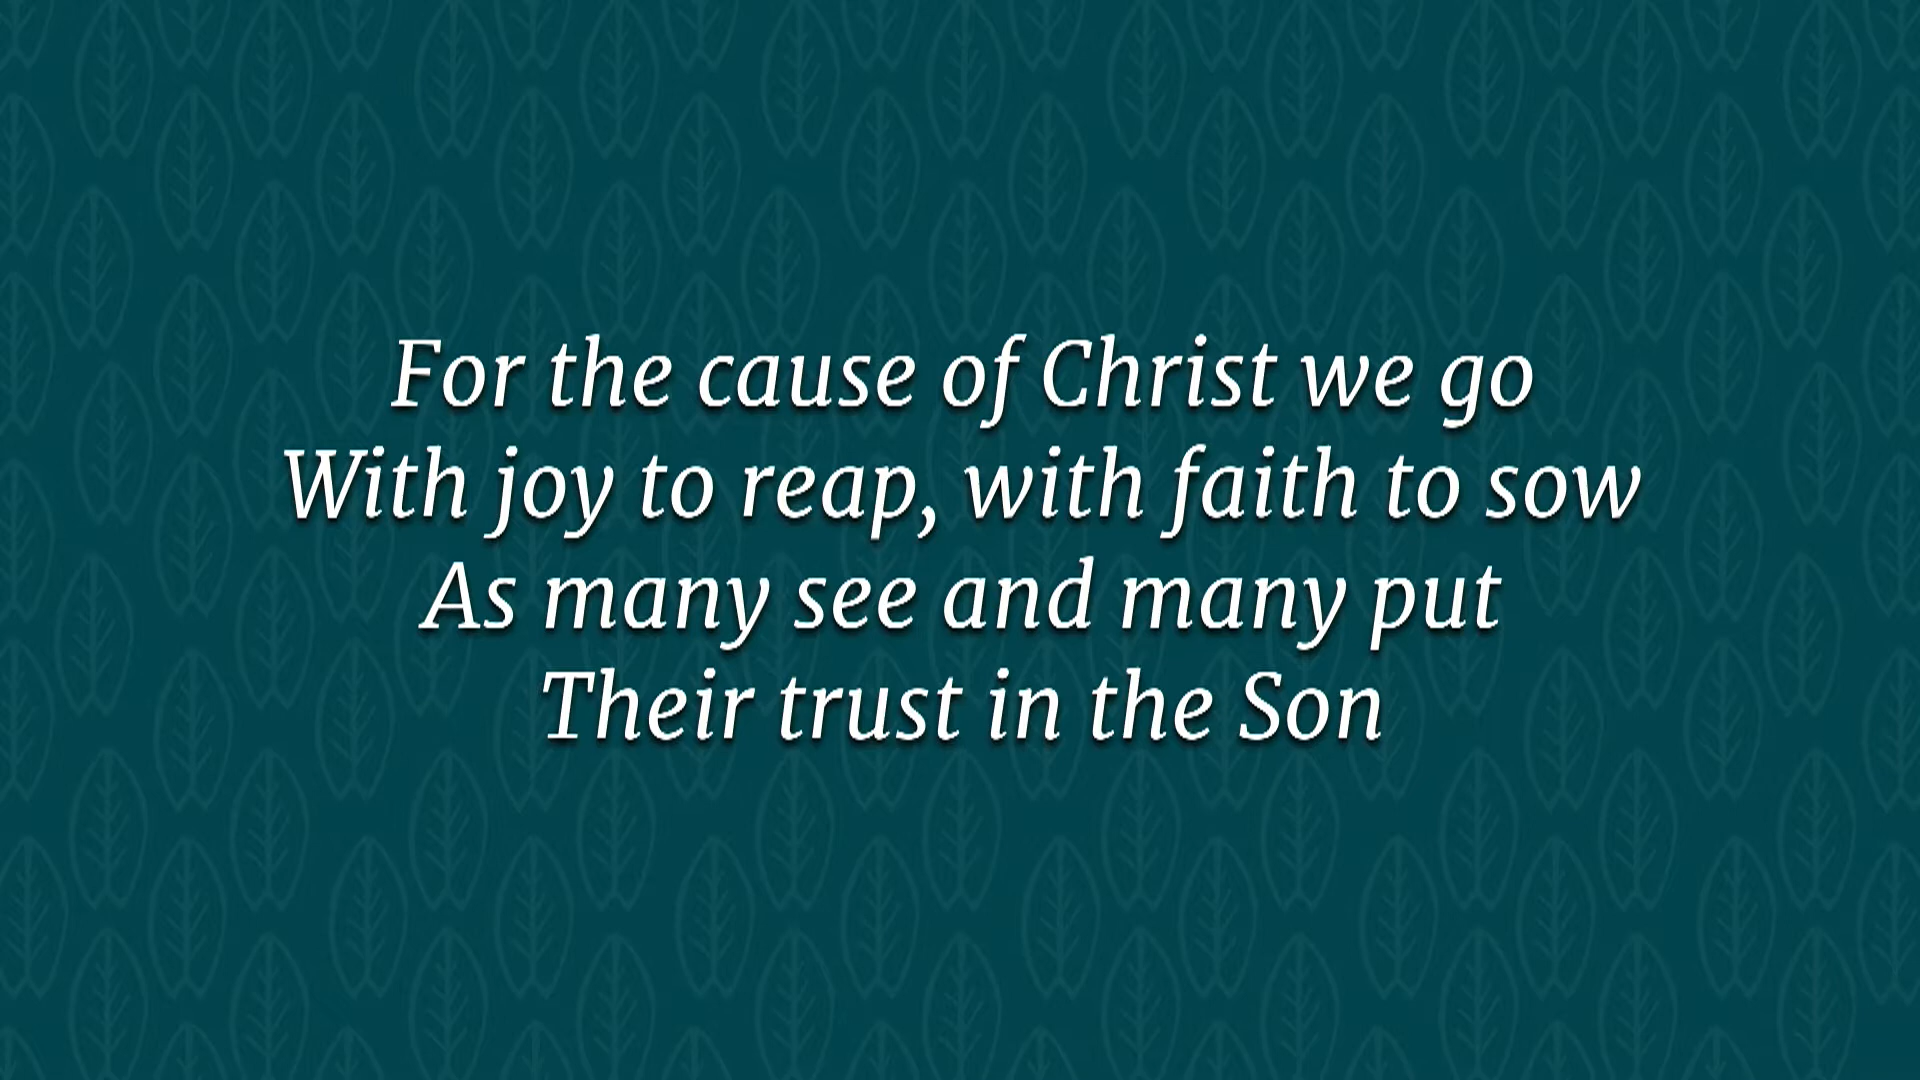 For the cause of Christ we go
With joy to reap, with faith to sow
As many see and many put
Their trust in the Son